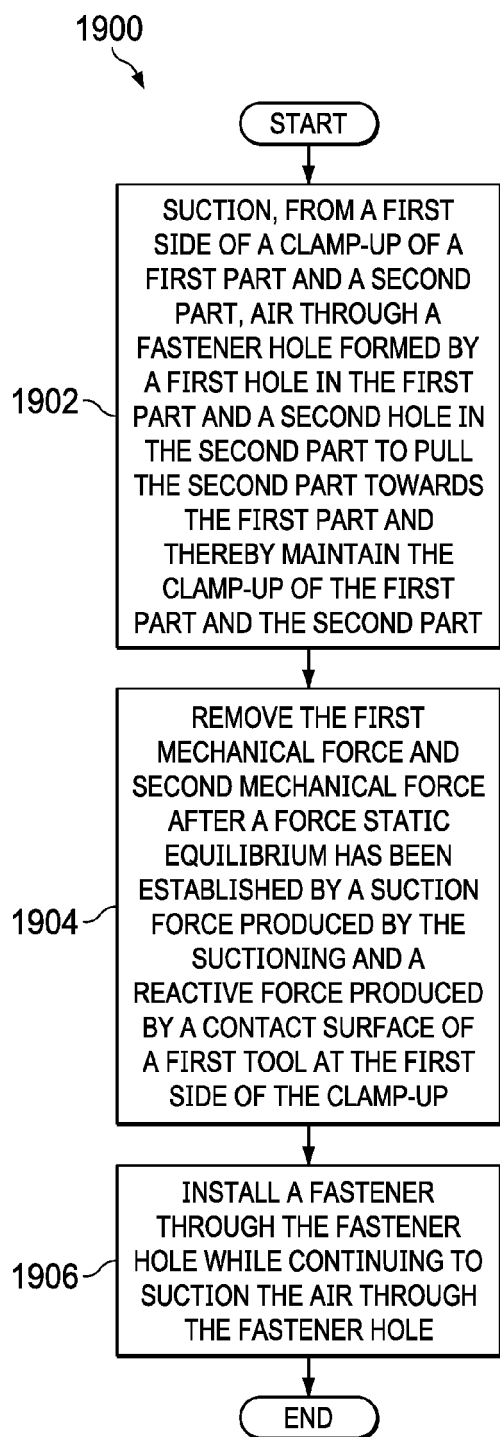 1900
START
SUCTION, FROM A FIRST
SIDE OF A CLAMP-UP OF A
FIRST PART AND A SECOND
PART, AIR THROUGH A
FASTENER HOLE FORMED BY
A FIRST HOLE IN THE FIRST
PART AND A SECOND HOLE IN
THE SECOND PART TO PULL
THE SECOND PART TOWARDS
THE FIRST PART AND
THEREBY MAINTAIN THE
CLAMP-UP OF THE FIRST
PART AND THE SECOND PART
1902
REMOVE THE FIRST
MECHANICAL FORCE AND
SECOND MECHANICAL FORCE
AFTER A FORCE STATIC
EQUILIBRIUM HAS BEEN
ESTABLISHED BY A SUCTION
FORCE PRODUCED BY THE
SUCTIONING AND A
REACTIVE FORCE PRODUCED
BY A CONTACT SURFACE OF
A FIRST TOOL AT THE FIRST
SIDE OF THE CLAMP-UP
1904
INSTALL A FASTENER
THROUGH THE FASTENER
HOLE WHILE CONTINUING TO
SUCTION THE AIR THROUGH
THE FASTENER HOLE
1906
END